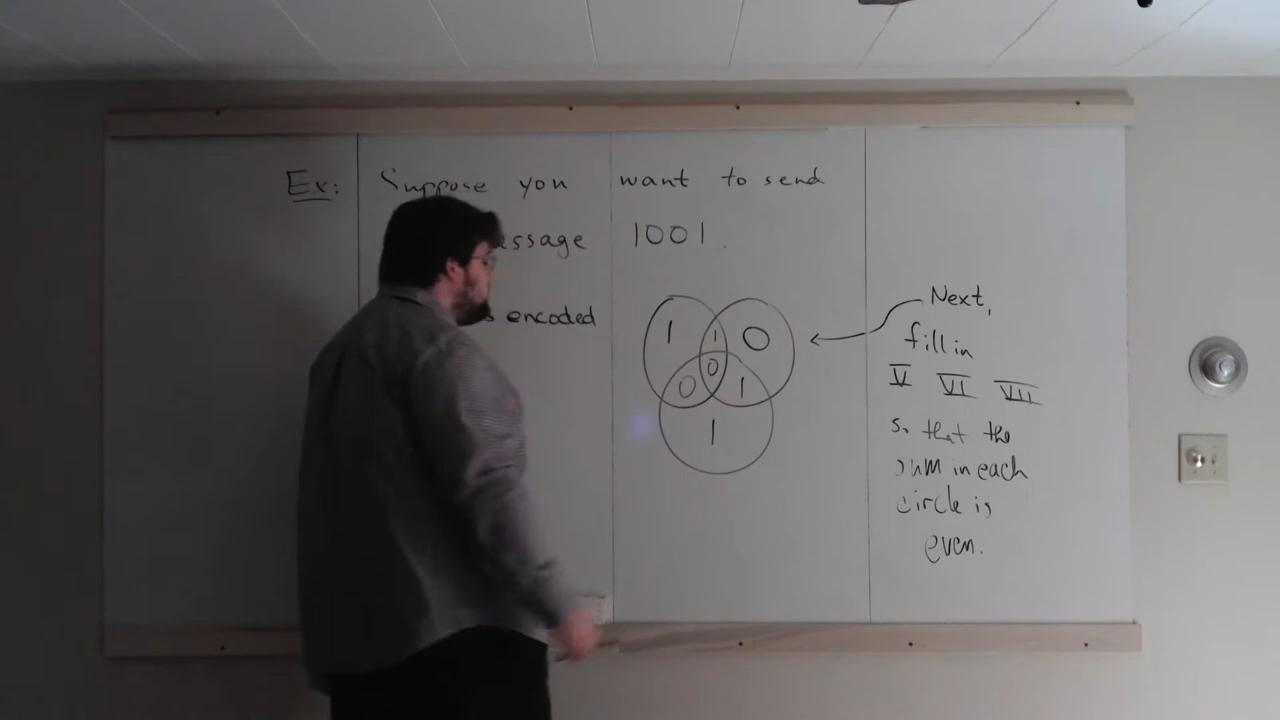 Ex: Suppose you want to send
ssage 1001.
s encoded
1 1 0
0
0 1
1
Next,
fill in
V VI VII
so that the
sum in each
circle is
even.